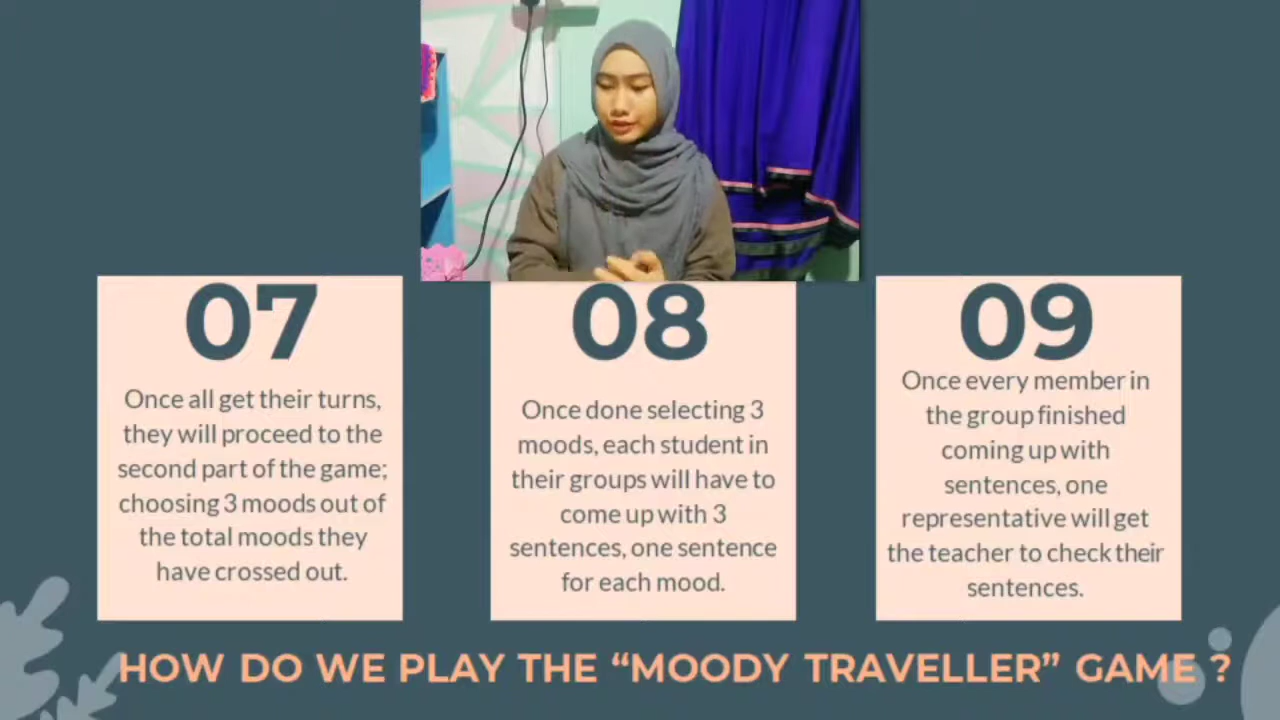 07
Once all get their turns,
they will proceed to the
second part of the game;
choosing 3 moods out of
the total moods they
have crossed out.
08
Once done selecting 3
moods, each student in
their groups will have to
come up with 3
sentences, one sentence
for each mood.
09
Once every member in
the group finished
coming up with
sentences, one
representative will get
the teacher to check their
sentences.
HOW DO WE PLAY THE “MOODY TRAVELLER” GAME ?